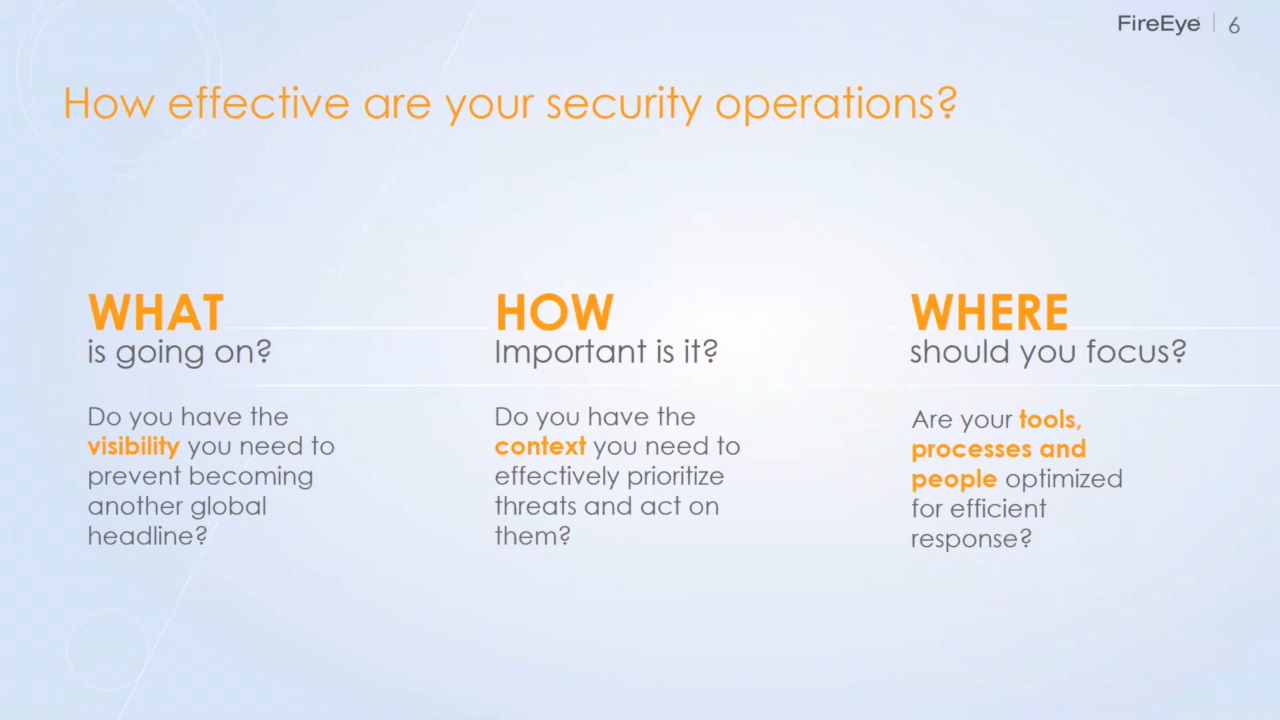 FireEye | 6
How effective are your security operations?
WHAT
is going on?
Do you have the
visibility you need to
prevent becoming
another global
headline?
HOW
Important is it?
Do you have the
context you need to
effectively prioritize
threats and act on
them?
WHERE
should you focus?
Are your tools,
processes and
people optimized
for efficient
response?